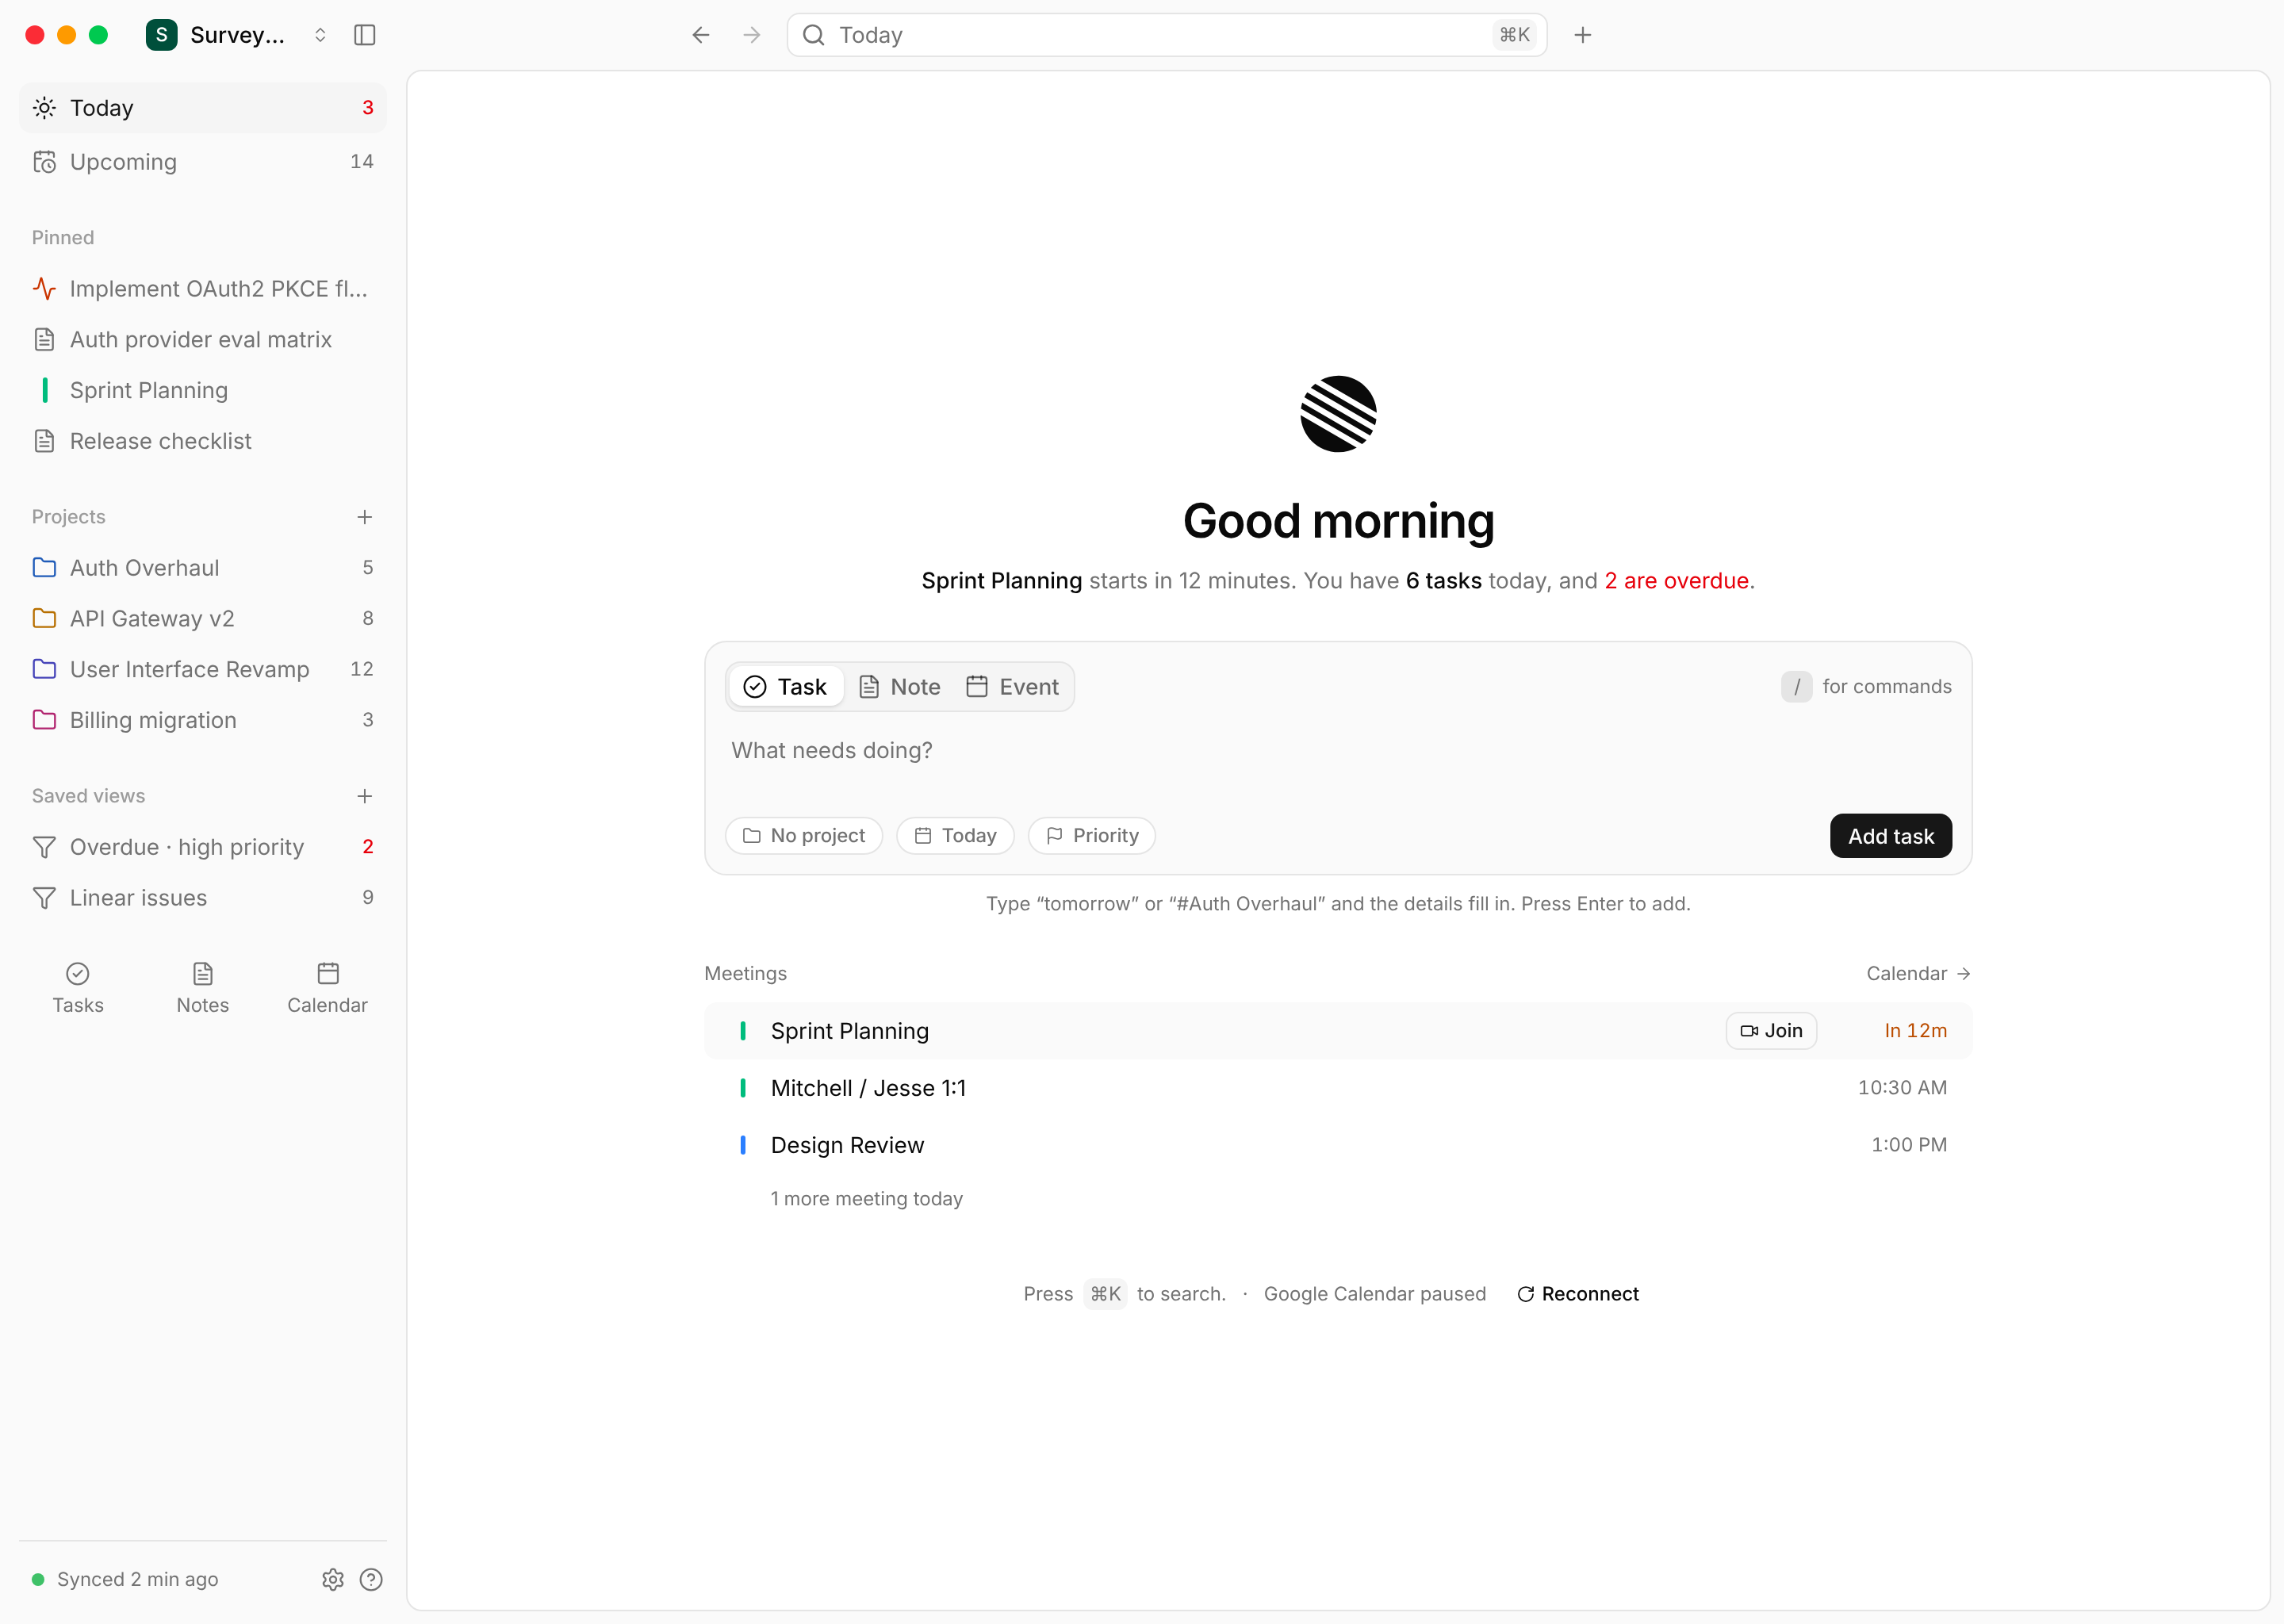 S Survey...
Today ⌘K
Today 3
Upcoming 14
Pinned
Implement OAuth2 PKCE fl...
Auth provider eval matrix
Sprint Planning
Release checklist
Projects
Auth Overhaul 5
API Gateway v2 8
User Interface Revamp 12
Billing migration 3
Saved views
Overdue · high priority 2
Linear issues 9
Tasks Notes Calendar
Synced 2 min ago
Good morning
Sprint Planning starts in 12 minutes. You have 6 tasks today, and 2 are overdue.
Task Note Event / for commands
What needs doing?
No project Today Priority Add task
Type “tomorrow” or “#Auth Overhaul” and the details fill in. Press Enter to add.
Meetings Calendar →
Sprint Planning Join In 12m
Mitchell / Jesse 1:1 10:30 AM
Design Review 1:00 PM
1 more meeting today
Press ⌘K to search. · Google Calendar paused Reconnect